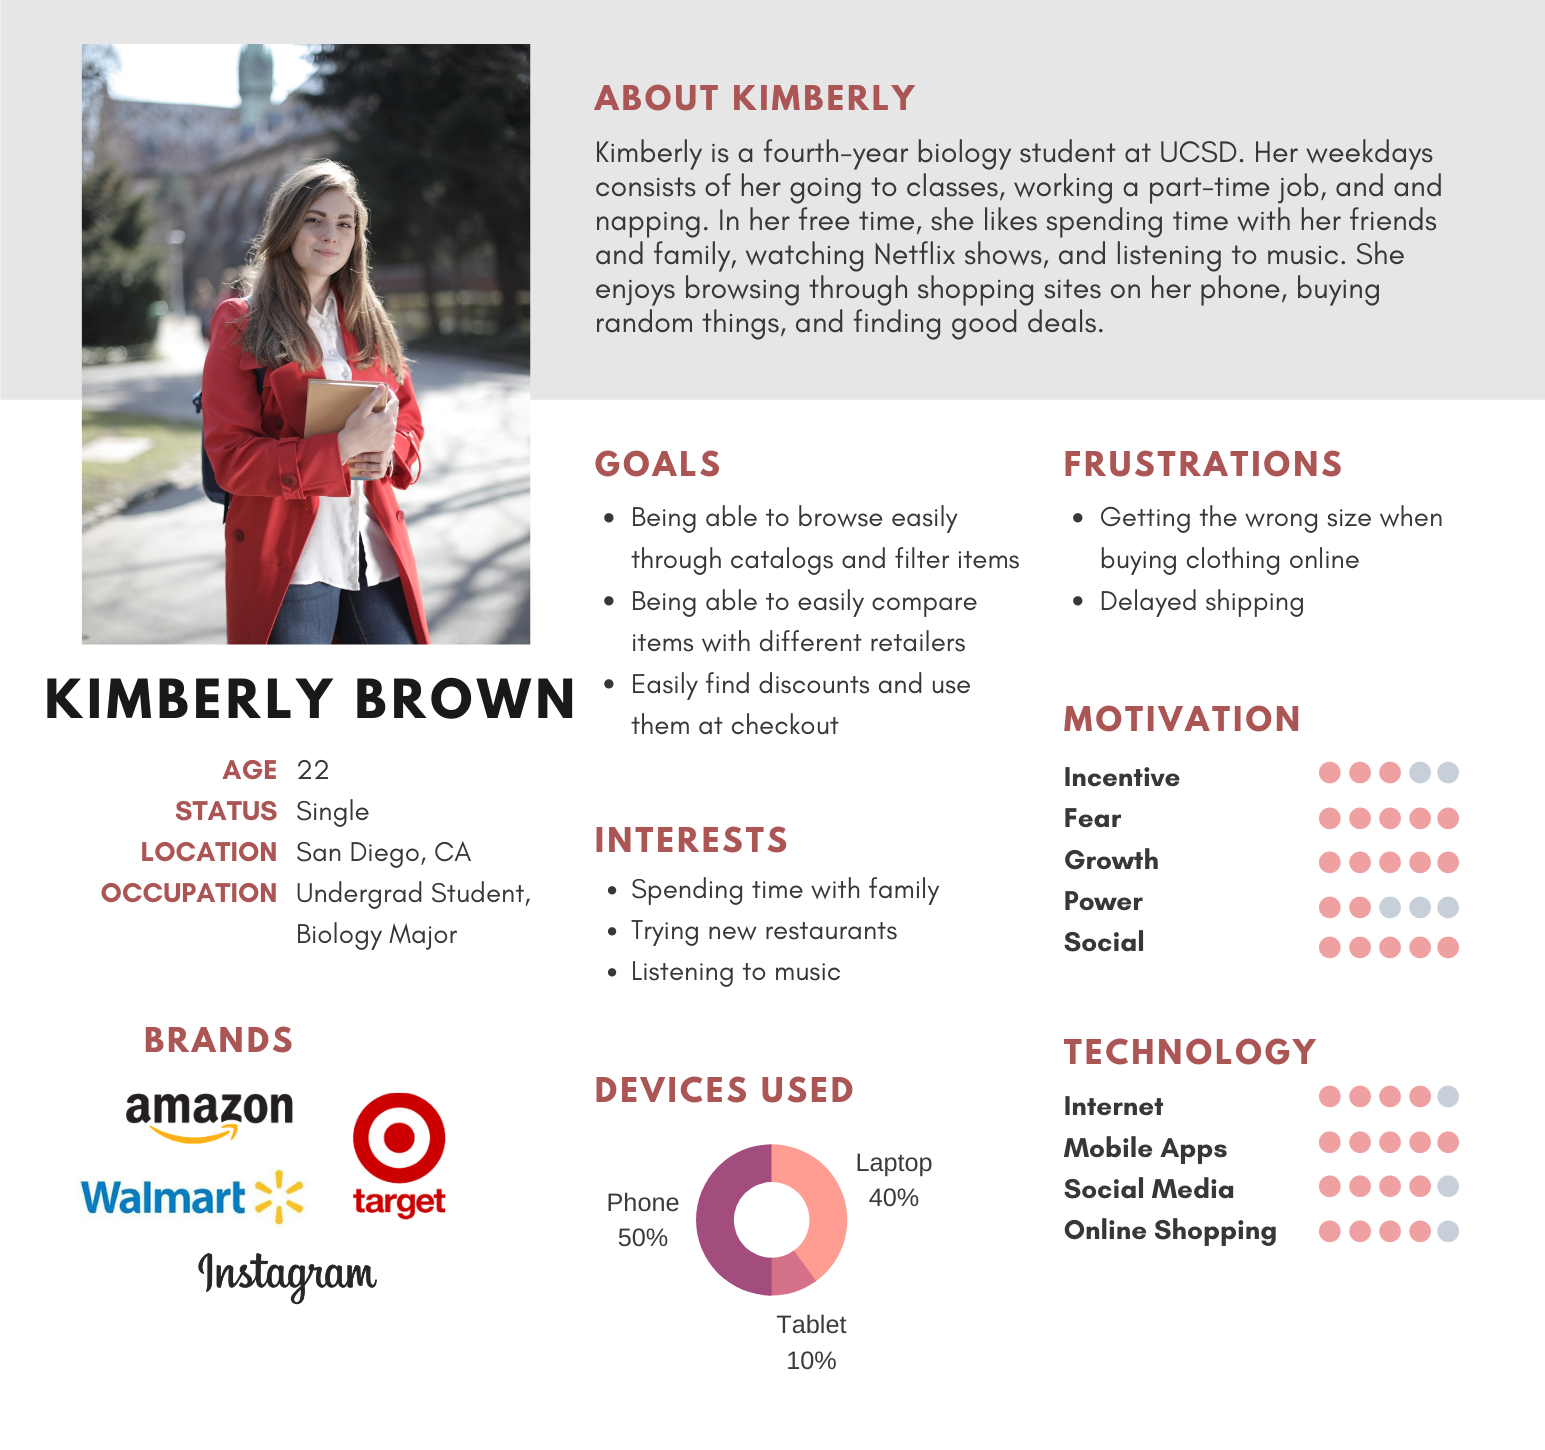 ABOUT KIMBERLY
Kimberly is a fourth-year biology student at UCSD. Her weekdays
consists of her going to classes, working a part-time job, and and
napping. In her free time, she likes spending time with her friends
and family, watching Netflix shows, and listening to music. She
enjoys browsing through shopping sites on her phone, buying
random things, and finding good deals.
KIMBERLY BROWN
AGE 22
STATUS Single
LOCATION San Diego, CA
OCCUPATION Undergrad Student,
Biology Major
BRANDS
amazon
target
Walmart
Instagram
GOALS
• Being able to browse easily
through catalogs and filter items
• Being able to easily compare
items with different retailers
• Easily find discounts and use
them at checkout
INTERESTS
• Spending time with family
• Trying new restaurants
• Listening to music
DEVICES USED
Laptop
40%
Phone
50%
Tablet
10%
FRUSTRATIONS
• Getting the wrong size when
buying clothing online
• Delayed shipping
MOTIVATION
Incentive
Fear
Growth
Power
Social
TECHNOLOGY
Internet
Mobile Apps
Social Media
Online Shopping